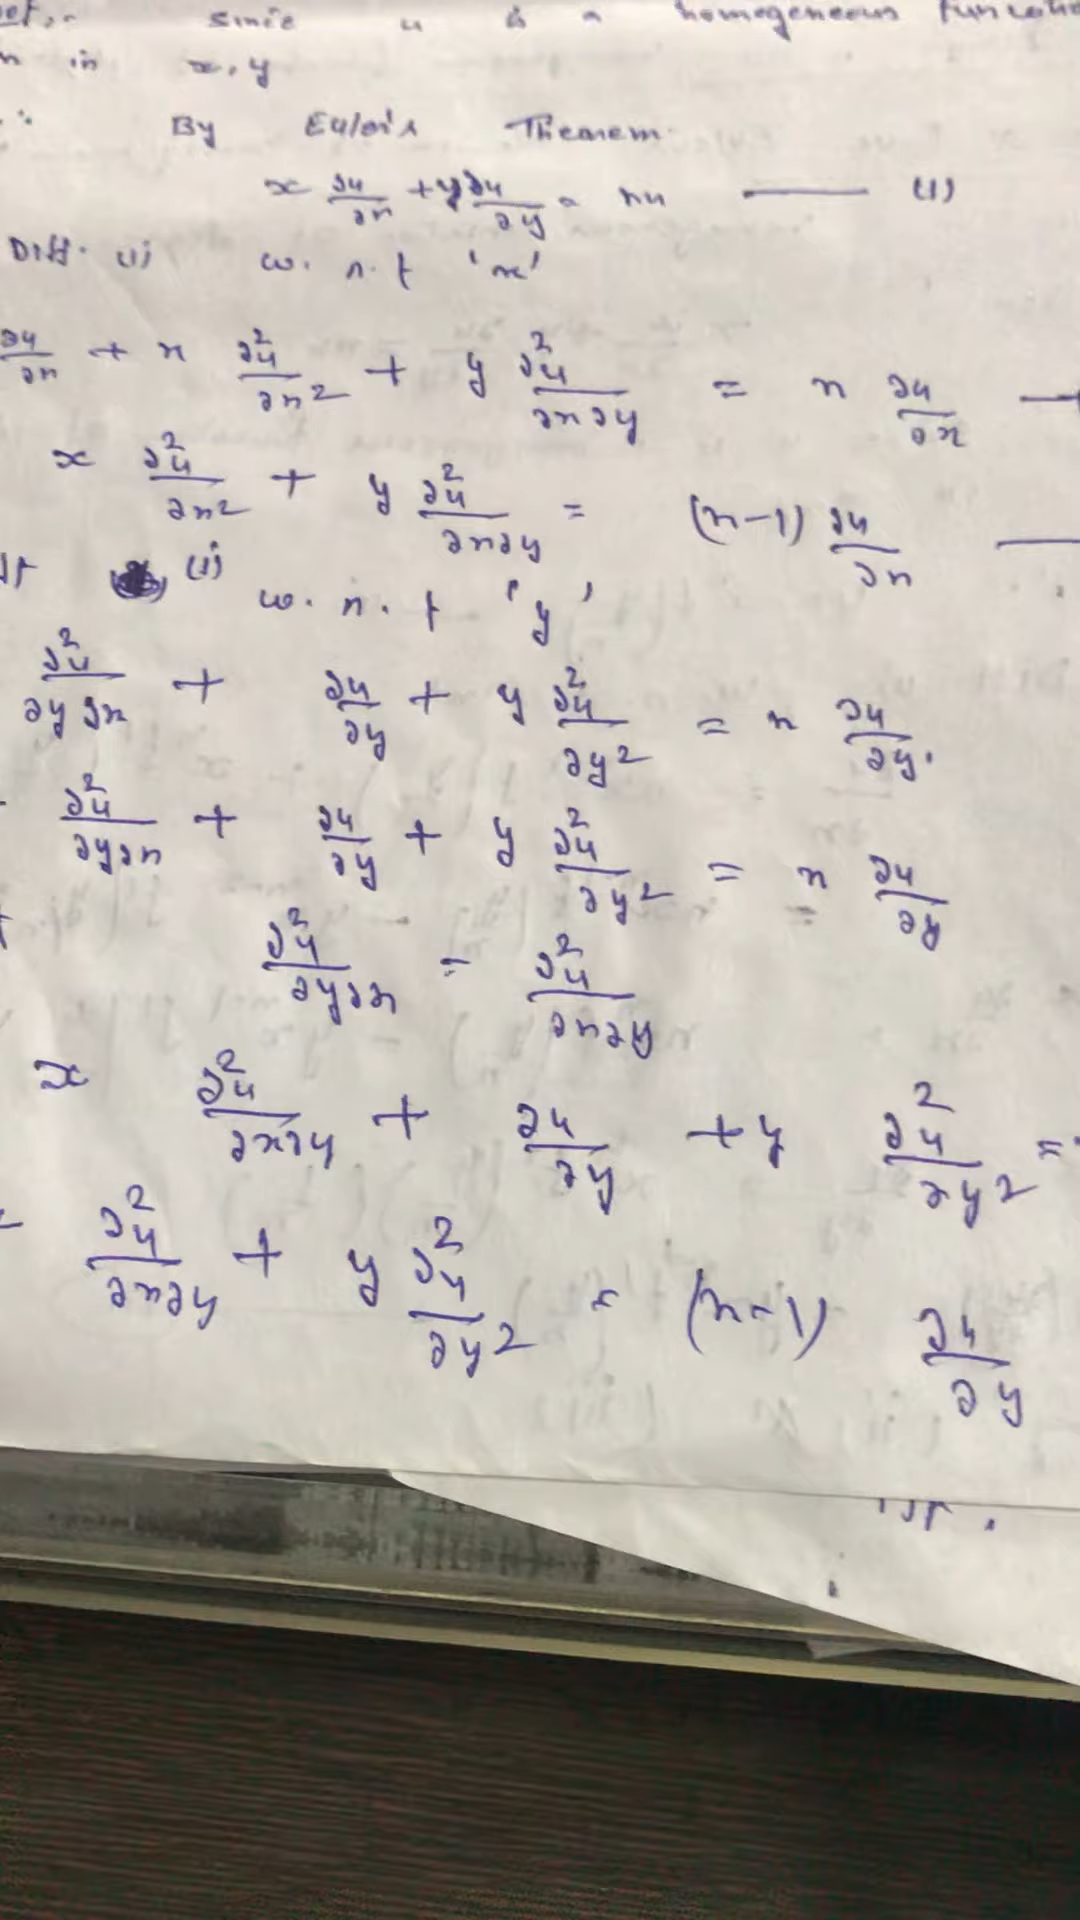 since u is a homogeneous function
n in x, y
∴ By Euler's Theorem
x ∂u/∂x + y ∂u/∂y = nu —— (1)
Diff. (1) w.r.t 'x'
∂u/∂x + x ∂²u/∂x² + y ∂²u/∂x∂y = n ∂u/∂x —
x ∂²u/∂x² + y ∂²u/∂x∂y = (n-1) ∂u/∂x —
(1) w.r.t 'y'
∂²u/∂y∂x + ∂u/∂y + y ∂²u/∂y² = n ∂u/∂y.
∂²u/∂y∂x + ∂u/∂y + y ∂²u/∂y² = n ∂u/∂y
∂²u/∂y∂x = ∂²u/∂x∂y
x ∂²u/∂x∂y + ∂u/∂y + y ∂²u/∂y² =
∂²u/∂x∂y + y ∂²u/∂y² = (n-1) ∂u/∂y